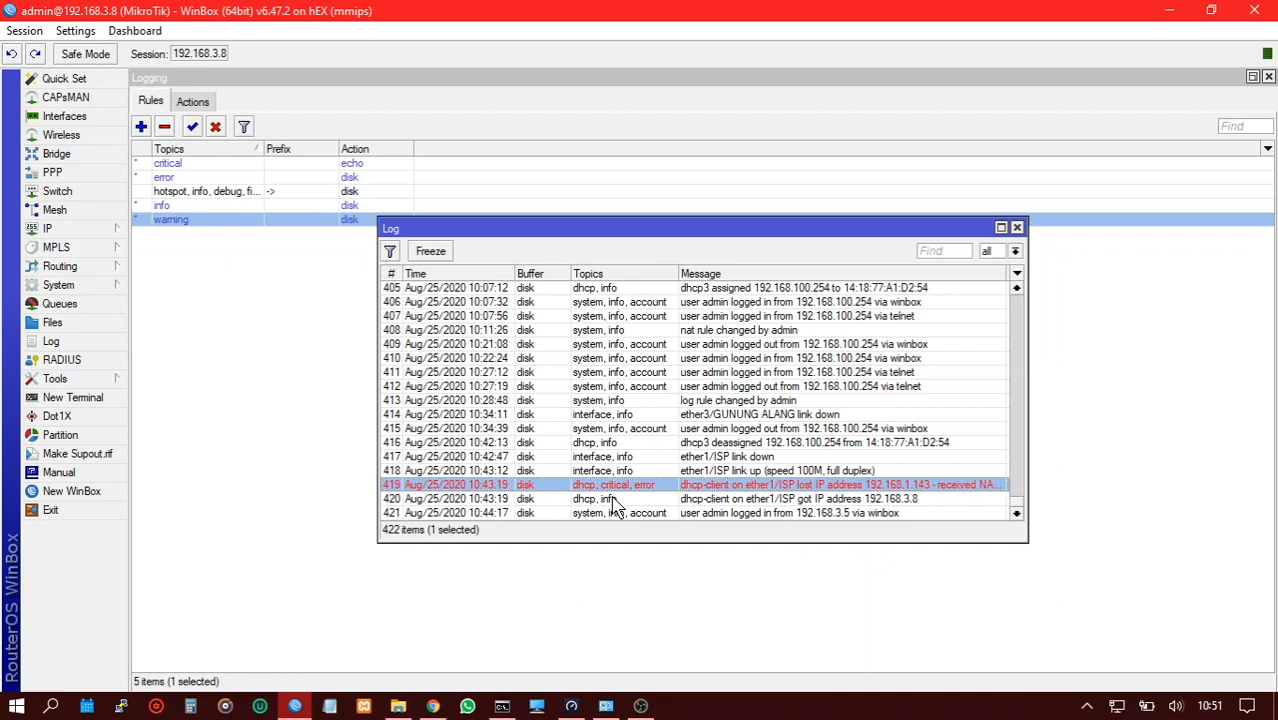 admin@192.168.3.8 (MikroTik) - WinBox (64bit) v6.47.2 on hEX (mmips)
Session Settings Dashboard
Safe Mode Session: 192.168.3.8
Quick Set
CAPsMAN
Interfaces
Wireless
Bridge
PPP
Switch
Mesh
IP
MPLS
Routing
System
Queues
Files
Log
RADIUS
Tools
New Terminal
Dot1X
Partition
Make Supout.rif
Manual
New WinBox
Exit
RouterOS WinBox
Logging
Rules Actions
Find
Topics Prefix Action
* critical echo
* error disk
hotspot, info, debug, fi... -> disk
* info disk
* warning disk
Log
Freeze Find all
# Time Buffer Topics Message
405 Aug/25/2020 10:07:12 disk dhcp, info dhcp3 assigned 192.168.100.254 to 14:18:77:A1:D2:54
406 Aug/25/2020 10:07:32 disk system, info, account user admin logged in from 192.168.100.254 via winbox
407 Aug/25/2020 10:07:56 disk system, info, account user admin logged in from 192.168.100.254 via telnet
408 Aug/25/2020 10:11:26 disk system, info nat rule changed by admin
409 Aug/25/2020 10:21:08 disk system, info, account user admin logged out from 192.168.100.254 via winbox
410 Aug/25/2020 10:22:24 disk system, info, account user admin logged in from 192.168.100.254 via winbox
411 Aug/25/2020 10:27:12 disk system, info, account user admin logged in from 192.168.100.254 via telnet
412 Aug/25/2020 10:27:19 disk system, info, account user admin logged out from 192.168.100.254 via telnet
413 Aug/25/2020 10:28:48 disk system, info log rule changed by admin
414 Aug/25/2020 10:34:11 disk interface, info ether3/GUNUNG ALANG link down
415 Aug/25/2020 10:34:39 disk system, info, account user admin logged out from 192.168.100.254 via winbox
416 Aug/25/2020 10:42:13 disk dhcp, info dhcp3 deassigned 192.168.100.254 from 14:18:77:A1:D2:54
417 Aug/25/2020 10:42:47 disk interface, info ether1/ISP link down
418 Aug/25/2020 10:43:12 disk interface, info ether1/ISP link up (speed 100M, full duplex)
419 Aug/25/2020 10:43:19 disk dhcp, critical, error dhcp-client on ether1/ISP lost IP address 192.168.1.143 - received NA...
420 Aug/25/2020 10:43:19 disk dhcp, info dhcp-client on ether1/ISP got IP address 192.168.3.8
421 Aug/25/2020 10:44:17 disk system, info, account user admin logged in from 192.168.3.5 via winbox
422 items (1 selected)
5 items (1 selected)
10:51